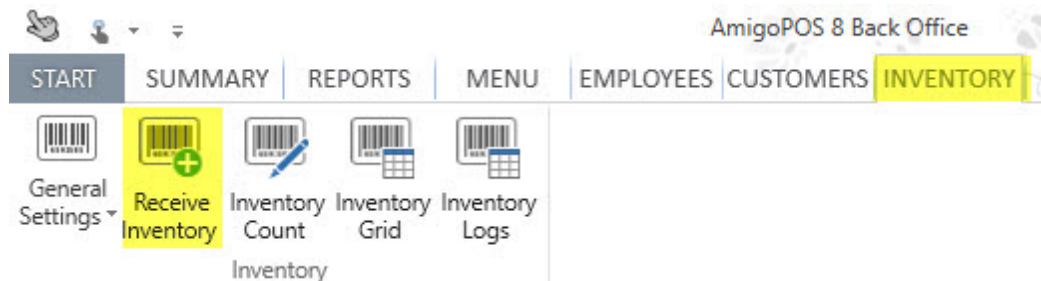 AmigoPOS 8 Back Office
START SUMMARY REPORTS MENU EMPLOYEES CUSTOMERS INVENTORY
General Settings
Receive Inventory
Inventory Count
Inventory Grid
Inventory Logs
Inventory